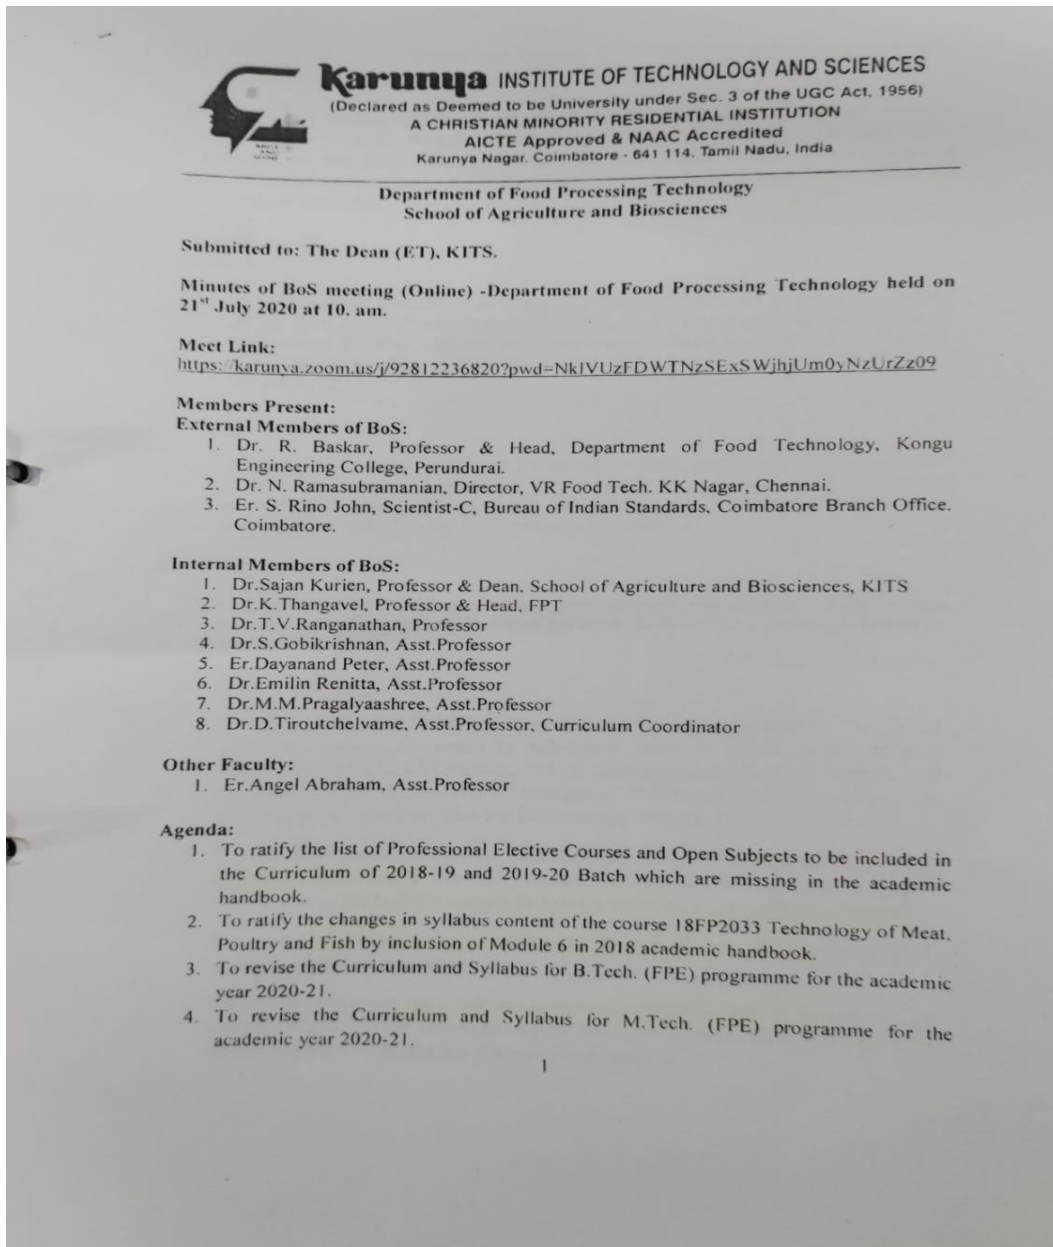 Karunya INSTITUTE OF TECHNOLOGY AND SCIENCES
(Declared as Deemed to be University under Sec. 3 of the UGC Act, 1956)
A CHRISTIAN MINORITY RESIDENTIAL INSTITUTION
AICTE Approved & NAAC Accredited
Karunya Nagar, Coimbatore - 641 114. Tamil Nadu, India
Department of Food Processing Technology
School of Agriculture and Biosciences
Submitted to: The Dean (ET), KITS.
Minutes of BoS meeting (Online) -Department of Food Processing Technology held on
21st July 2020 at 10. am.
Meet Link:
https://karunya.zoom.us/j/92812236820?pwd=NklVUzFDWTNzSExSWjhjUm0yNzUrZz09
Members Present:
External Members of BoS:
1. Dr. R. Baskar, Professor & Head, Department of Food Technology, Kongu
Engineering College, Perundurai.
2. Dr. N. Ramasubramanian, Director, VR Food Tech. KK Nagar, Chennai.
3. Er. S. Rino John, Scientist-C, Bureau of Indian Standards, Coimbatore Branch Office.
Coimbatore.
Internal Members of BoS:
1. Dr.Sajan Kurien, Professor & Dean. School of Agriculture and Biosciences, KITS
2. Dr.K.Thangavel, Professor & Head, FPT
3. Dr.T.V.Ranganathan, Professor
4. Dr.S.Gobikrishnan, Asst.Professor
5. Er.Dayanand Peter, Asst.Professor
6. Dr.Emilin Renitta, Asst.Professor
7. Dr.M.M.Pragalyaashree, Asst.Professor
8. Dr.D.Tiroutchelvame, Asst.Professor, Curriculum Coordinator
Other Faculty:
1. Er.Angel Abraham, Asst.Professor
Agenda:
1. To ratify the list of Professional Elective Courses and Open Subjects to be included in
the Curriculum of 2018-19 and 2019-20 Batch which are missing in the academic
handbook.
2. To ratify the changes in syllabus content of the course 18FP2033 Technology of Meat,
Poultry and Fish by inclusion of Module 6 in 2018 academic handbook.
3. To revise the Curriculum and Syllabus for B.Tech. (FPE) programme for the academic
year 2020-21.
4. To revise the Curriculum and Syllabus for M.Tech. (FPE) programme for the
academic year 2020-21.
1